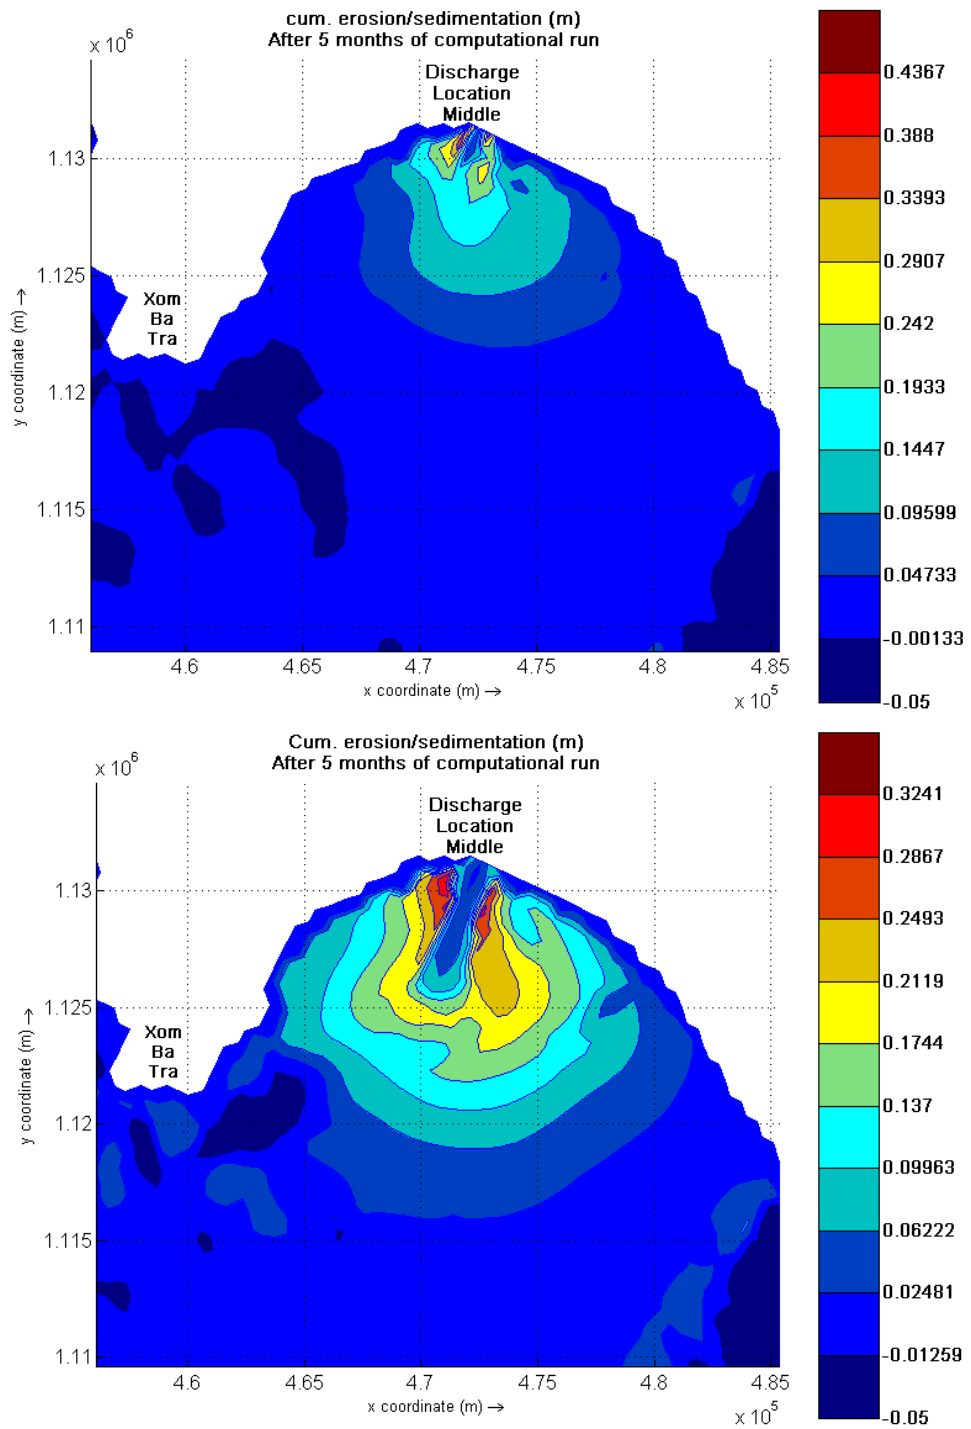 cum. erosion/sedimentation (m)
After 5 months of computational run
x 10^6
Discharge
Location
Middle
1.13
1.125
1.12
1.115
1.11
y coordinate (m) →
Xom
Ba
Tra
4.6
4.65
4.7
4.75
4.8
4.85
x coordinate (m) →
x 10^5
0.4367
0.388
0.3393
0.2907
0.242
0.1933
0.1447
0.09599
0.04733
-0.00133
-0.05
Cum. erosion/sedimentation (m)
After 5 months of computational run
x 10^6
Discharge
Location
Middle
1.13
1.125
1.12
1.115
1.11
y coordinate (m) →
Xom
Ba
Tra
4.6
4.65
4.7
4.75
4.8
4.85
x coordinate (m) →
x 10^5
0.3241
0.2867
0.2493
0.2119
0.1744
0.137
0.09963
0.06222
0.02481
-0.01259
-0.05